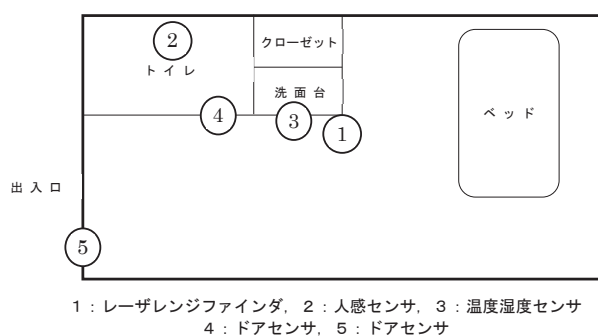 2
クローゼット
トイレ
洗面台
4
3
1
ベッド
出入口
5
1：レーザレンジファインダ，2：人感センサ，3：温度湿度センサ
4：ドアセンサ，5：ドアセンサ